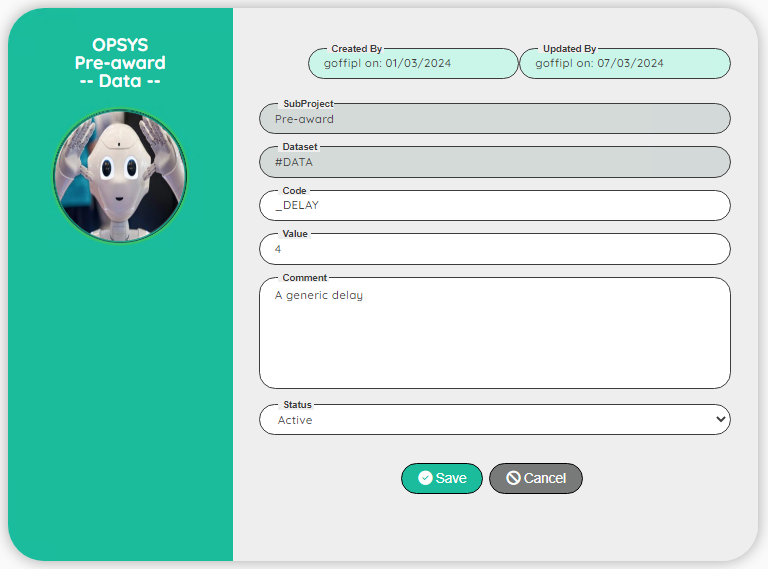 OPSYS
Pre-award
-- Data --
Created By
goffipl on: 01/03/2024
Updated By
goffipl on: 07/03/2024
SubProject
Pre-award
Dataset
#DATA
Code
_DELAY
Value
4
Comment
A generic delay
Status
Active
Save
Cancel